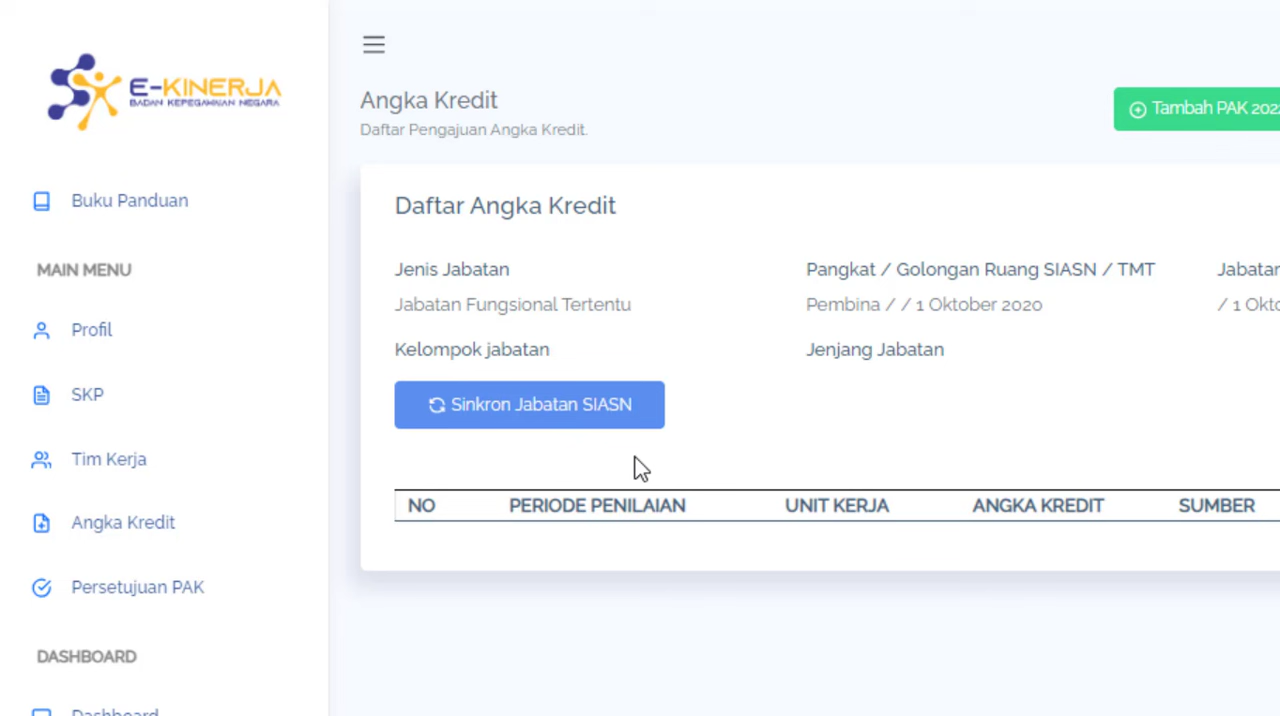 E-KINERJA
BADAN KEPEGAWAIAN NEGARA
Buku Panduan
MAIN MENU
Profil
SKP
Tim Kerja
Angka Kredit
Persetujuan PAK
DASHBOARD
Dashboard
Angka Kredit
Daftar Pengajuan Angka Kredit.
Tambah PAK 202
Daftar Angka Kredit
Jenis Jabatan
Jabatan Fungsional Tertentu
Pangkat / Golongan Ruang SIASN / TMT
Pembina / / 1 Oktober 2020
Jabatan
/ 1 Okto
Kelompok jabatan
Jenjang Jabatan
Sinkron Jabatan SIASN
NO PERIODE PENILAIAN UNIT KERJA ANGKA KREDIT SUMBER